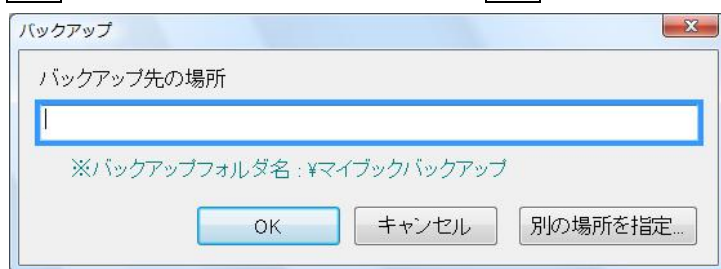 バックアップ
バックアップ先の場所
※バックアップフォルダ名:¥マイブックバックアップ
OK キャンセル 別の場所を指定...